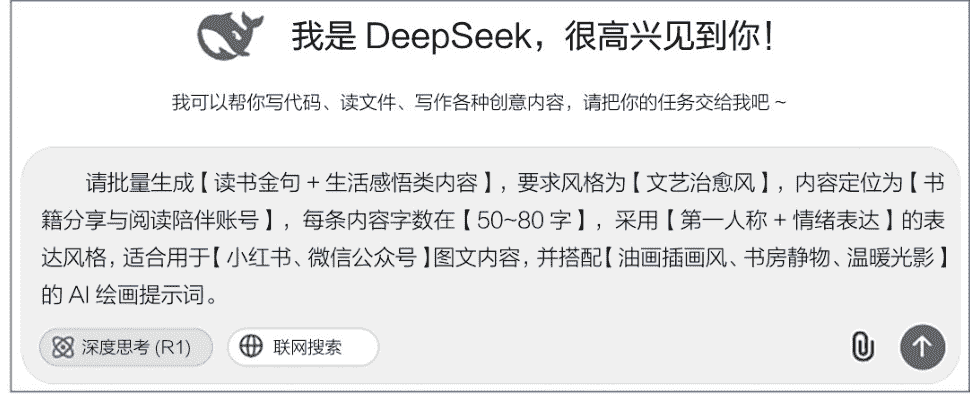 我是 DeepSeek，很高兴见到你！
我可以帮你写代码、读文件、写作各种创意内容，请把你的任务交给我吧 ~
请批量生成【读书金句 + 生活感悟类内容】，要求风格为【文艺治愈风】，内容定位为【书
籍分享与阅读陪伴账号】，每条内容字数在【50~80 字】，采用【第一人称 + 情绪表达】的表
达风格，适合用于【小红书、微信公众号】图文内容，并搭配【油画插画风、书房静物、温暖光影】
的 AI 绘画提示词。
深度思考 (R1)
联网搜索